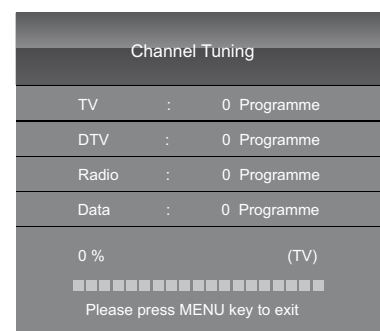 Channel Tuning
TV : 0 Programme
DTV : 0 Programme
Radio : 0 Programme
Data : 0 Programme
0 % (TV)
Please press MENU key to exit